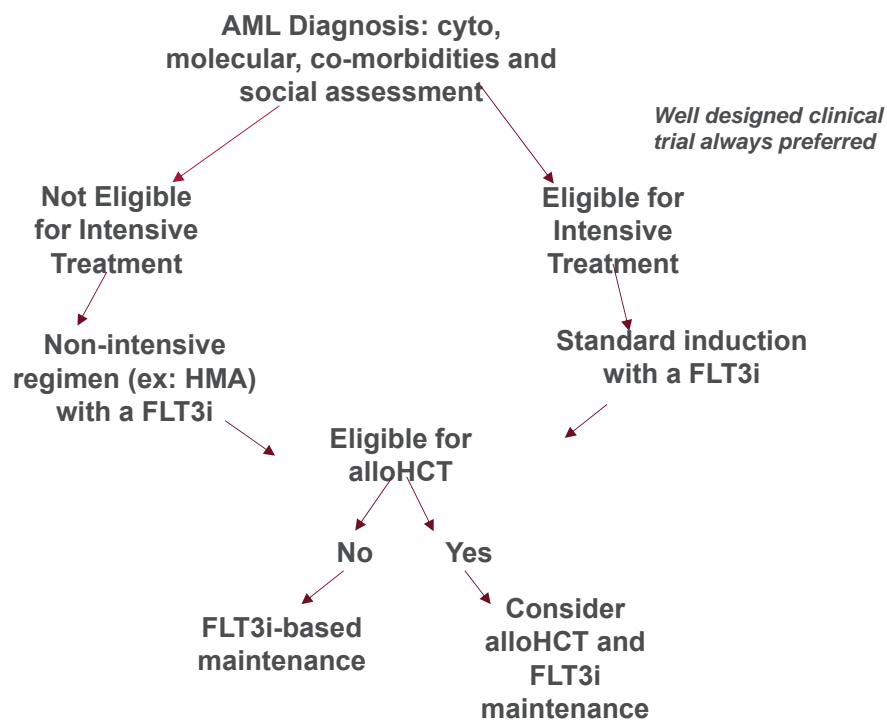 AML Diagnosis: cyto,
molecular, co-morbidities and
social assessment
Well designed clinical
trial always preferred
Not Eligible
for Intensive
Treatment
Eligible for
Intensive
Treatment
Non-intensive
regimen (ex: HMA)
with a FLT3i
Standard induction
with a FLT3i
Eligible for
alloHCT
No
Yes
FLT3i-based
maintenance
Consider
alloHCT and
FLT3i
maintenance